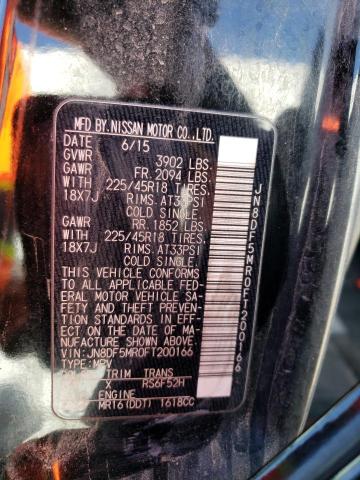 MFD BY NISSAN MOTOR CO.,LTD.
DATE 6/15
GVWR 3902 LBS.
GAWR FR. 2094 LBS.
WITH 225/45R18 TIRES,
18X7J RIMS, AT33PSI
COLD SINGLE.
GAWR RR. 1852 LBS.
WITH 225/45R18 TIRES,
18X7J RIMS, AT33PSI
COLD SINGLE.
THIS VEHICLE CONFORMS
TO ALL APPLICABLE FED-
ERAL MOTOR VEHICLE SA-
FETY AND THEFT PREVEN-
TION STANDARDS IN EFF-
ECT ON THE DATE OF MA-
NUFACTURE SHOWN ABOVE.
VIN:JN8DF5MR0FT200166
TYPE:MPV
TRIM TRANS
X RS6F52H
MR16(DDT) 1618CC
JN8DF5MR0FT200166